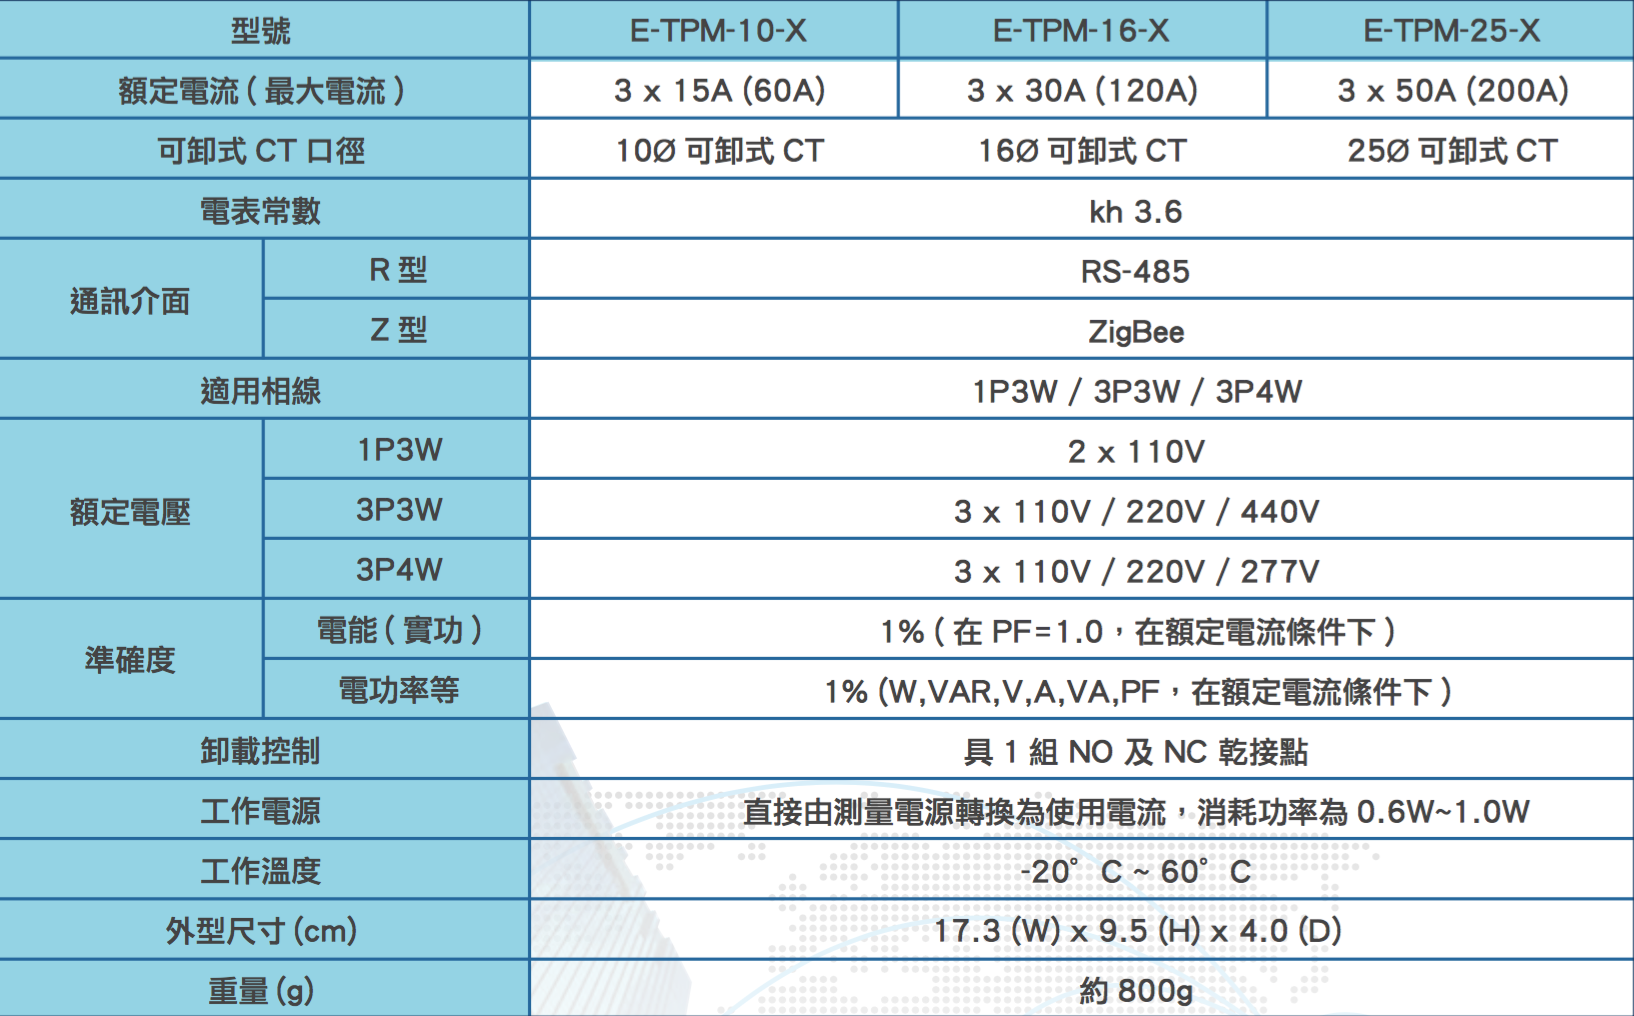 型號 E-TPM-10-X E-TPM-16-X E-TPM-25-X
額定電流 ( 最大電流 ) 3 x 15A (60A) 3 x 30A (120A) 3 x 50A (200A)
可卸式 CT 口徑 10Ø 可卸式 CT 16Ø 可卸式 CT 25Ø 可卸式 CT
電表常數 kh 3.6
通訊介面 R 型 RS-485
Z 型 ZigBee
適用相線 1P3W / 3P3W / 3P4W
額定電壓 1P3W 2 x 110V
3P3W 3 x 110V / 220V / 440V
3P4W 3 x 110V / 220V / 277V
準確度 電能 ( 實功 ) 1% ( 在 PF=1.0，在額定電流條件下 )
電功率等 1% (W,VAR,V,A,VA,PF，在額定電流條件下 )
卸載控制 具 1 組 NO 及 NC 乾接點
工作電源 直接由測量電源轉換為使用電流，消耗功率為 0.6W~1.0W
工作溫度 -20° C ~ 60° C
外型尺寸 (cm) 17.3 (W) x 9.5 (H) x 4.0 (D)
重量 (g) 約 800g